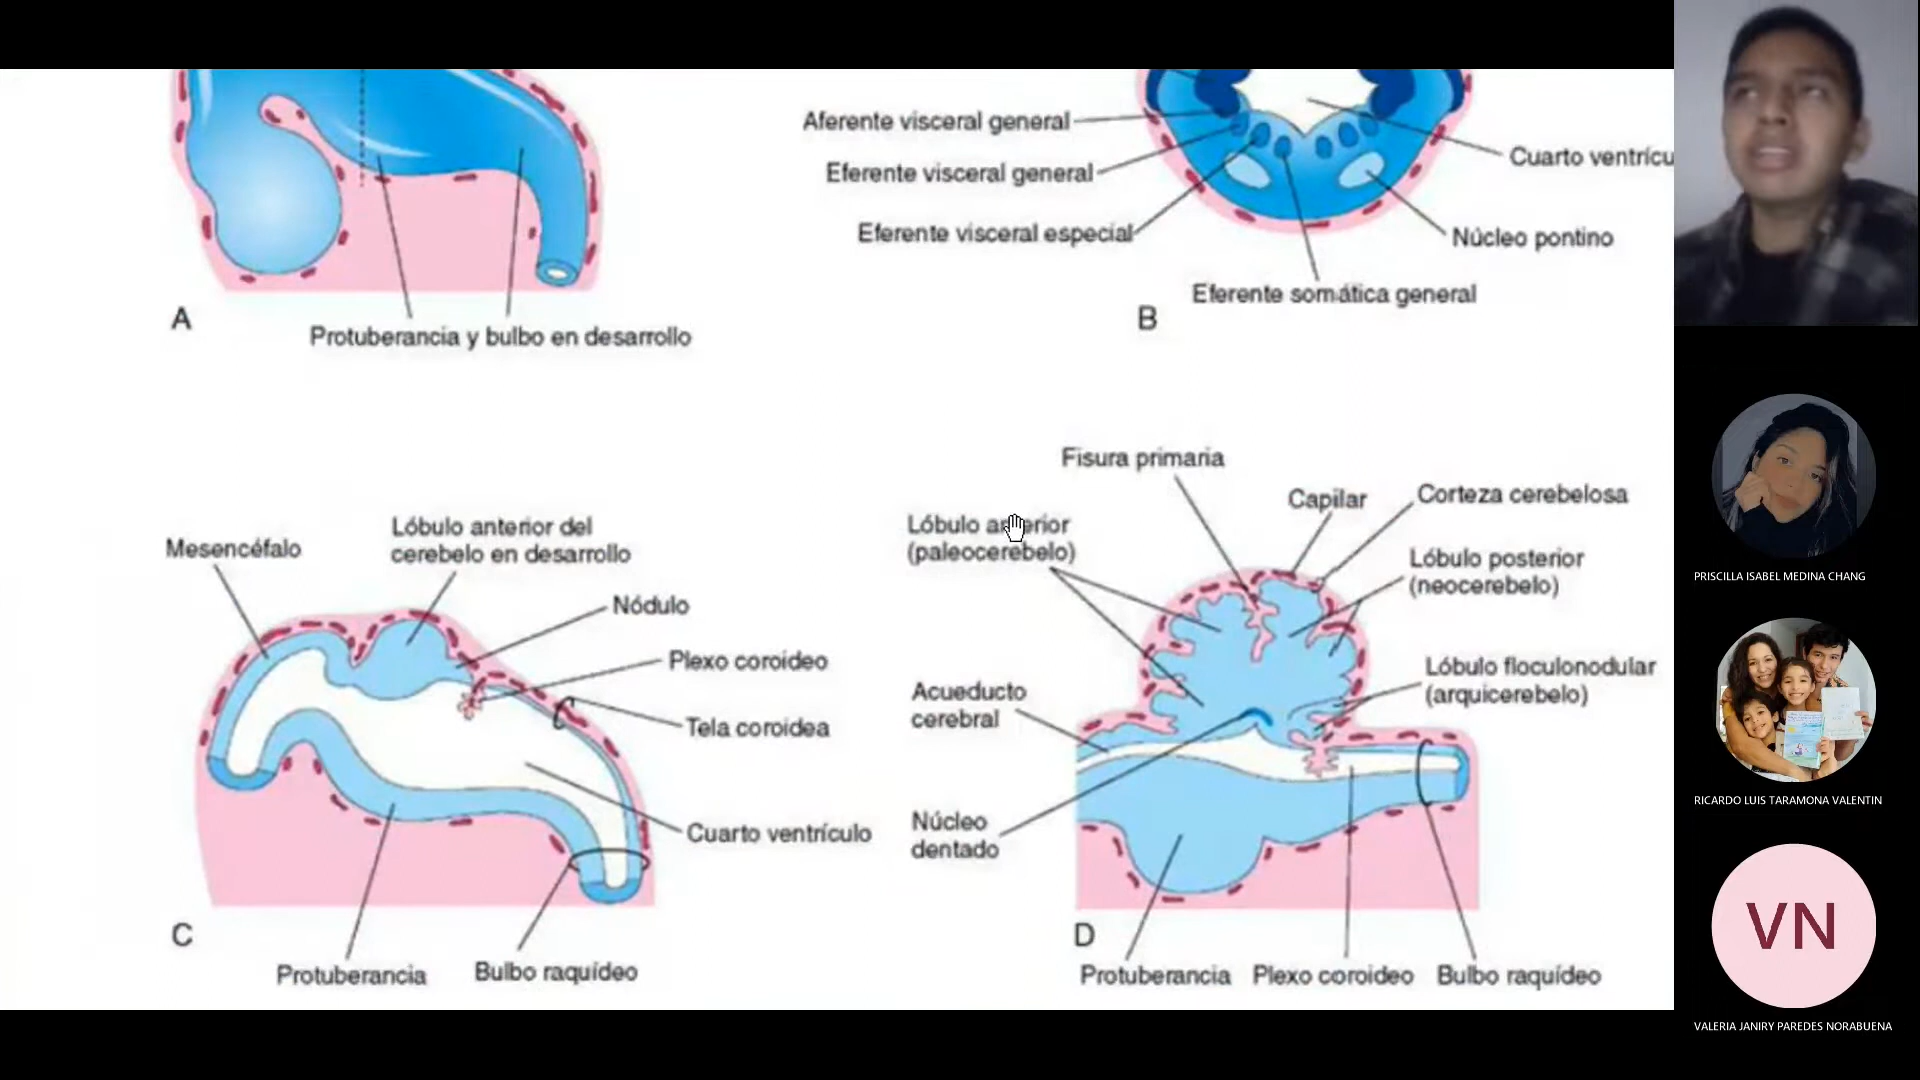 Aferente visceral general
Cuarto ventrícu
Eferente visceral general
Eferente visceral especial
Núcleo pontino
Eferente somática general
A
B
Protuberancia y bulbo en desarrollo
Fisura primaria
Capilar
Corteza cerebelosa
Lóbulo anterior
(paleocerebelo)
Lóbulo anterior del
cerebelo en desarrollo
Mesencéfalo
Lóbulo posterior
(neocerebelo)
Nódulo
Plexo coroideo
Lóbulo floculonodular
(arquicerebelo)
Acueducto
cerebral
Tela coroidea
Cuarto ventrículo
Núcleo
dentado
C
D
Protuberancia
Bulbo raquídeo
Protuberancia
Plexo coroideo
Bulbo raquídeo
PRISCILLA ISABEL MEDINA CHANG
RICARDO LUIS TARAMONA VALENTIN
VN
VALERIA JANIRY PAREDES NORABUENA